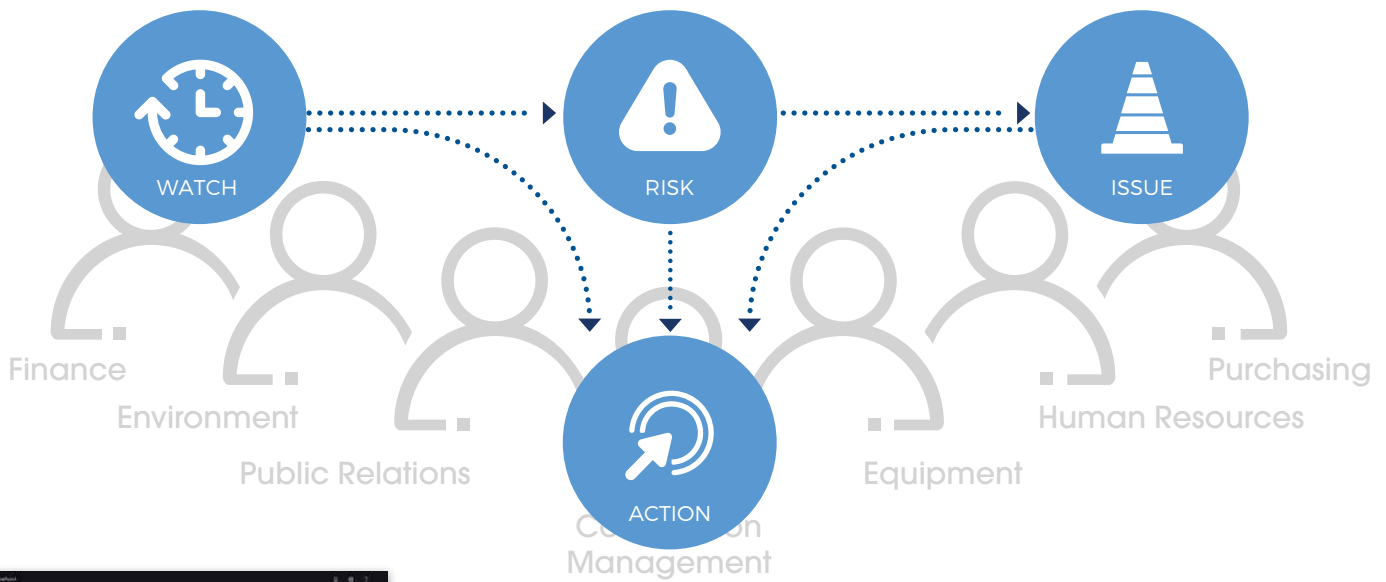 WATCH
RISK
ISSUE
Finance
Purchasing
Environment
Human Resources
Public Relations
Equipment
ACTION
Management